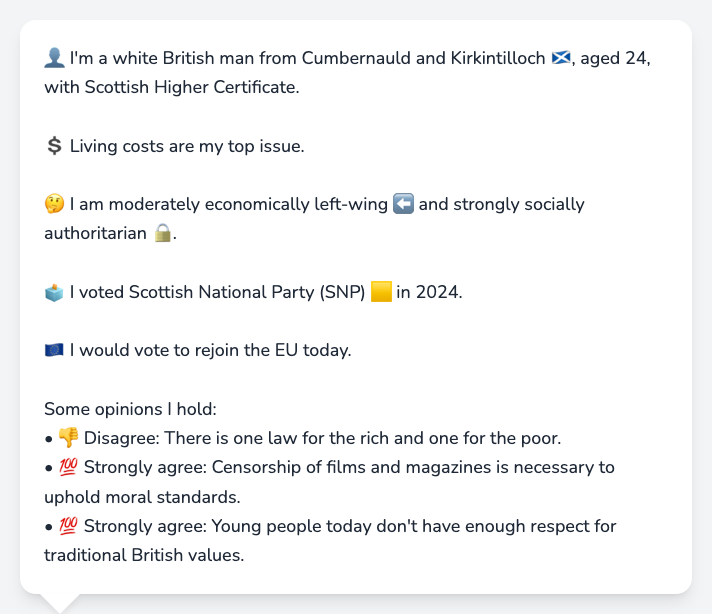 👤 I'm a white British man from Cumbernauld and Kirkintilloch 🏴󠁧󠁢󠁳󠁣󠁴󠁿, aged 24,
with Scottish Higher Certificate.
💲 Living costs are my top issue.
🤔 I am moderately economically left-wing ⬅️ and strongly socially
authoritarian 🔒.
🗳️ I voted Scottish National Party (SNP) 🟨 in 2024.
🇪🇺 I would vote to rejoin the EU today.
Some opinions I hold:
• 👎 Disagree: There is one law for the rich and one for the poor.
• 💯 Strongly agree: Censorship of films and magazines is necessary to
uphold moral standards.
• 💯 Strongly agree: Young people today don't have enough respect for
traditional British values.